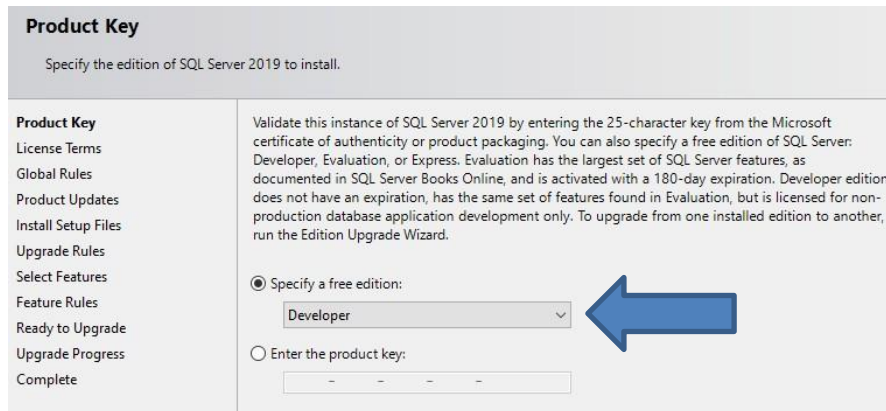 Product Key
Specify the edition of SQL Server 2019 to install.
Product Key
License Terms
Global Rules
Product Updates
Install Setup Files
Upgrade Rules
Select Features
Feature Rules
Ready to Upgrade
Upgrade Progress
Complete
Validate this instance of SQL Server 2019 by entering the 25-character key from the Microsoft
certificate of authenticity or product packaging. You can also specify a free edition of SQL Server:
Developer, Evaluation, or Express. Evaluation has the largest set of SQL Server features, as
documented in SQL Server Books Online, and is activated with a 180-day expiration. Developer edition
does not have an expiration, has the same set of features found in Evaluation, but is licensed for non-
production database application development only. To upgrade from one installed edition to another,
run the Edition Upgrade Wizard.
Specify a free edition:
Developer
Enter the product key:
- - - -